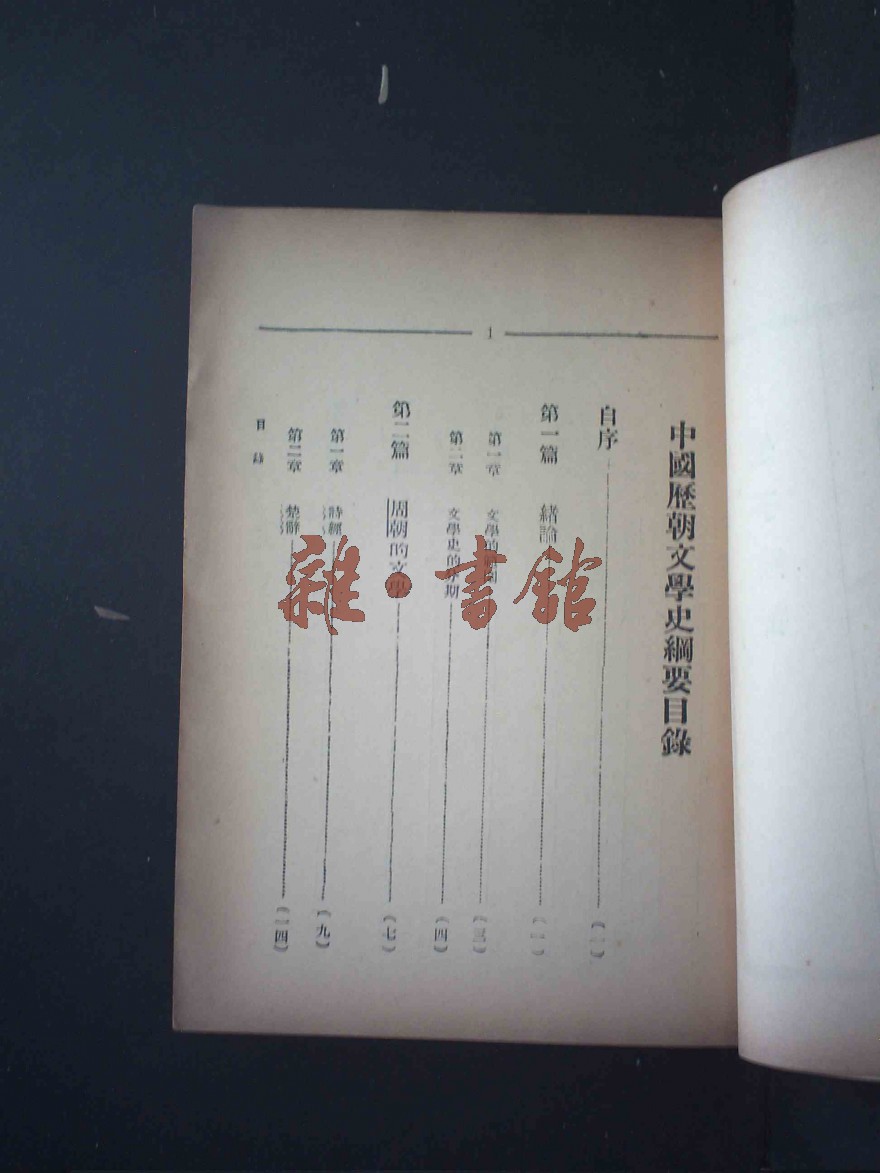 1
中國歷朝文學史綱要目錄
自序
第一篇 緒論
第一章 文學的 (三)
第二章 文學史的分期 (四)
第二篇 周朝的文學 (七)
第一章 詩經 (九)
第二章 楚辭 (一四)
目錄
雜·書館